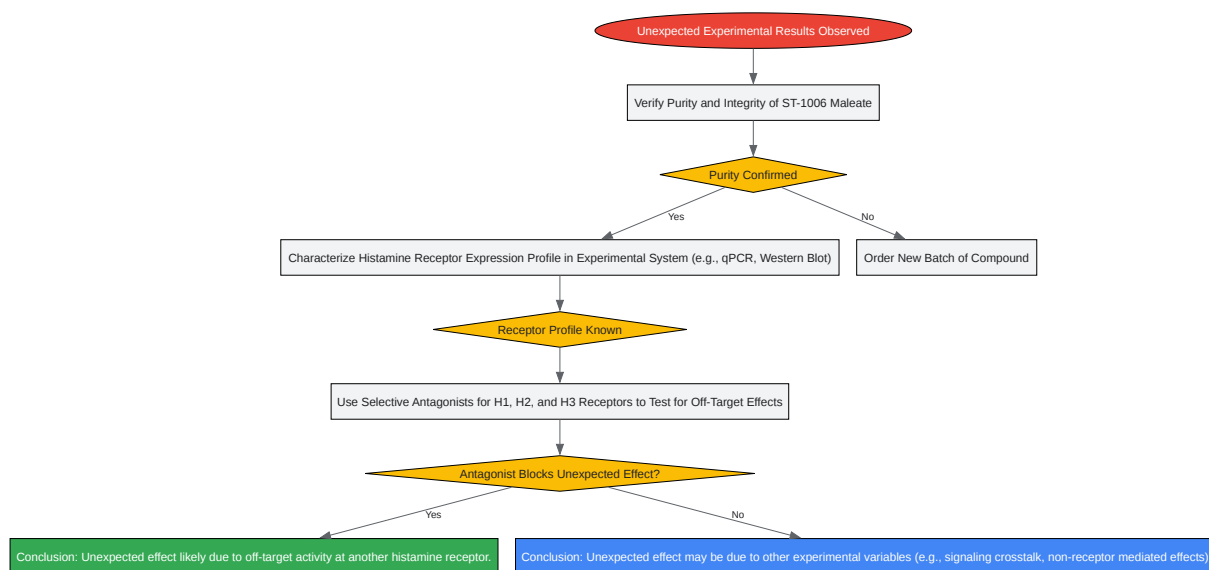 Unexpected Experimental Results Observed
Verify Purity and Integrity of ST-1006 Maleate
Purity Confirmed
Yes
No
Characterize Histamine Receptor Expression Profile in Experimental System (e.g., qPCR, Western Blot)
Order New Batch of Compound
Receptor Profile Known
Use Selective Antagonists for H1, H2, and H3 Receptors to Test for Off-Target Effects
Antagonist Blocks Unexpected Effect?
Yes
No
Conclusion: Unexpected effect likely due to off-target activity at another histamine receptor.
Conclusion: Unexpected effect may be due to other experimental variables (e.g., signaling crosstalk, non-receptor mediated effects)